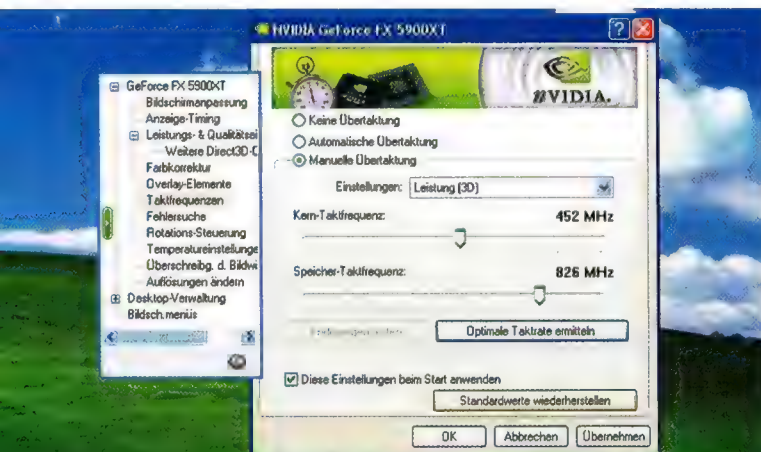 NVIDIA GeForce FX 5900XT
GeForce FX 5900XT
Bildschirmanpassung
Anzeige-Timing
Leistungs- & Qualitätsei
Weitere Direct3D-O
Farbkorrektur
Overlay-Elemente
Taktfrequenzen
Fehlersuche
Rotations-Steuerung
Temperatureinstellunge
Überschreibg. d. Bildwi
Auflösungen ändern
Desktop-Verwaltung
Bildsch.menüs
nVIDIA.
Keine Übertaktung
Automatische Übertaktung
Manuelle Übertaktung
Einstellungen: Leistung (3D)
Kern-Taktfrequenz: 452 MHz
Speicher-Taktfrequenz: 826 MHz
Optimale Taktrate ermitteln
Diese Einstellungen beim Start anwenden
Standardwerte wiederherstellen
OK Abbrechen Übernehmen